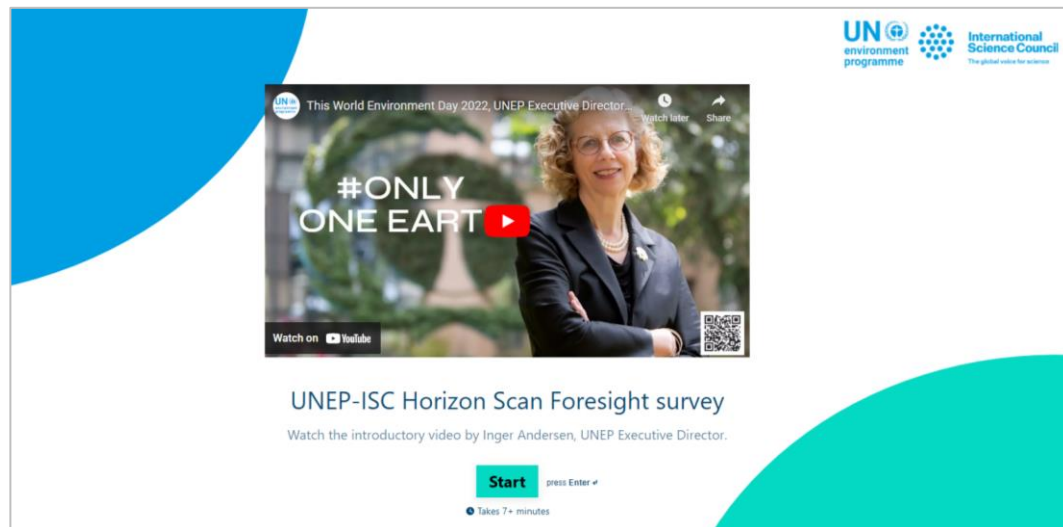 UN
environment
programme
International
Science Council
The global voice for science
This World Environment Day 2022, UNEP Executive Director...
Watch later
Share
#ONLY
ONE EART
Watch on YouTube
UNEP-ISC Horizon Scan Foresight survey
Watch the introductory video by Inger Andersen, UNEP Executive Director.
Start
press Enter ↵
Takes 7+ minutes